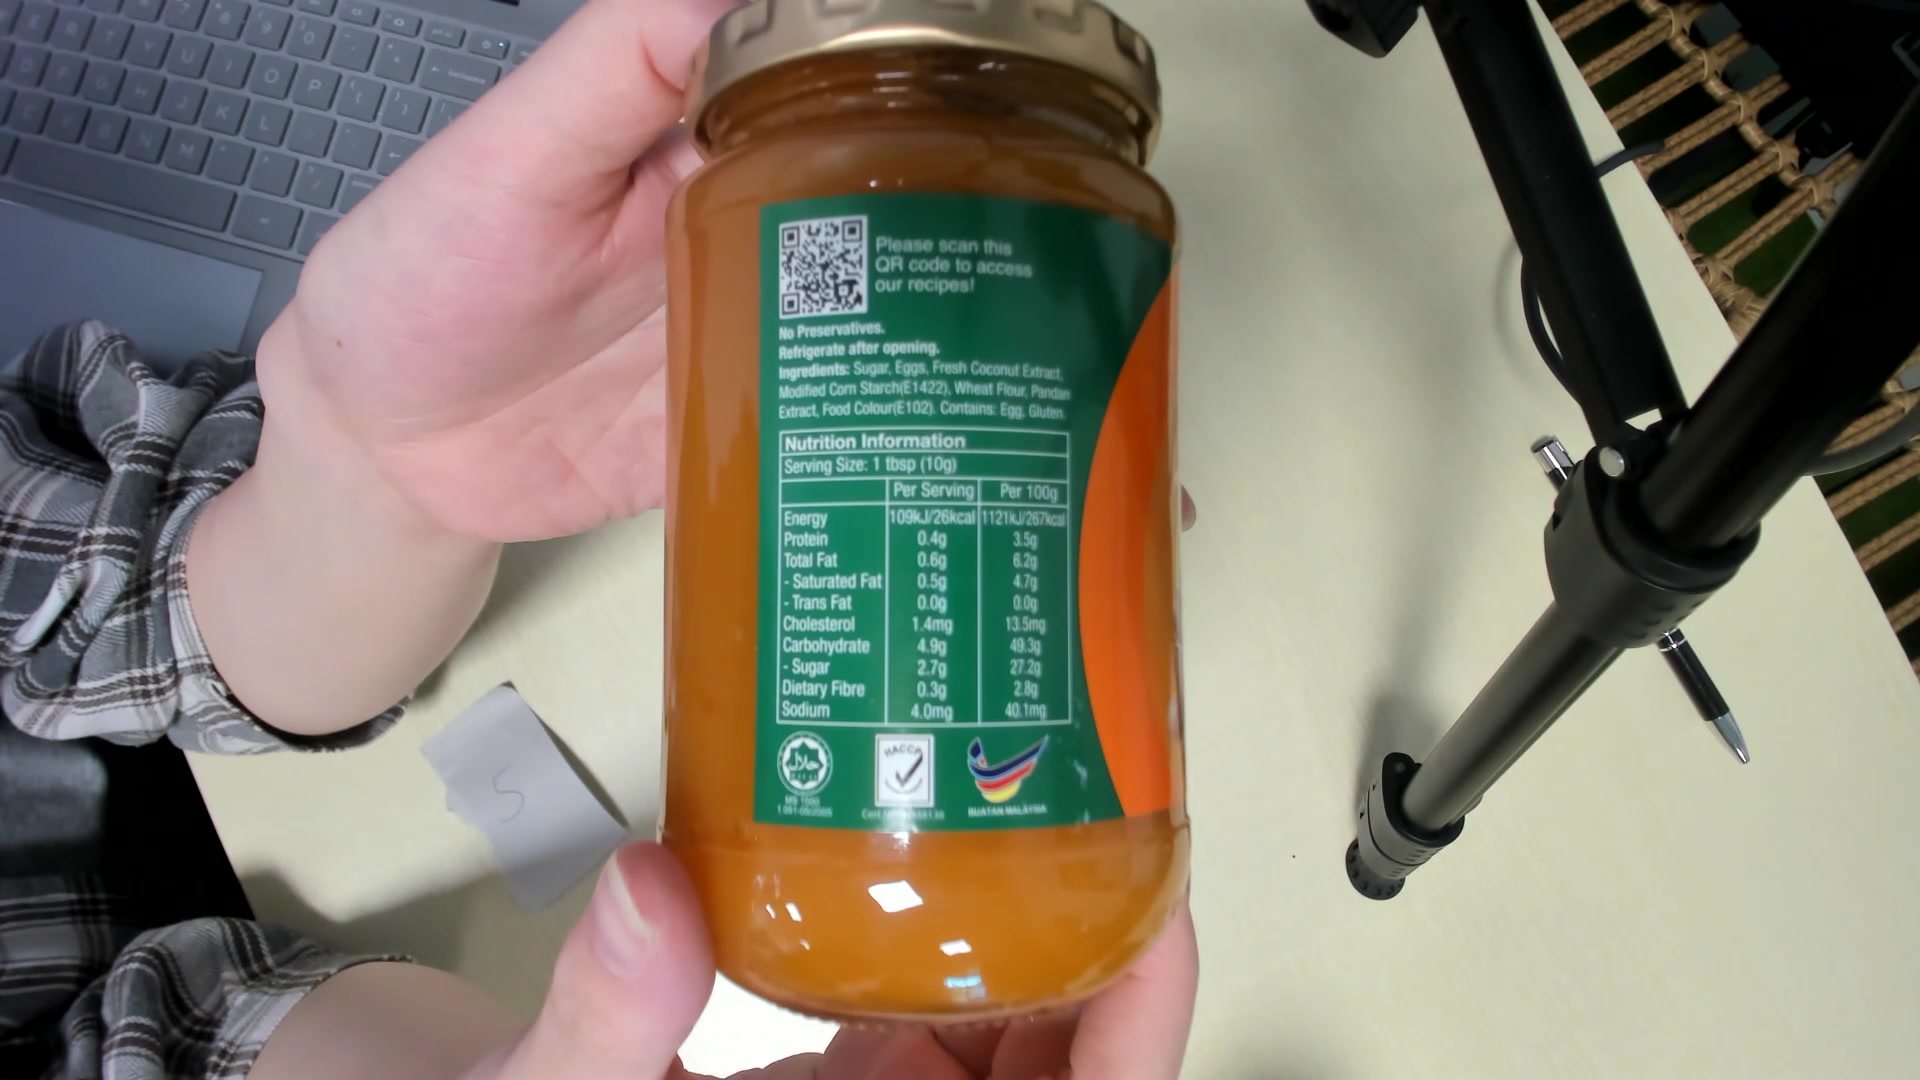 Please scan this
QR code to access
our recipes!
No Preservatives.
Refrigerate after opening.
Ingredients: Sugar, Eggs, Fresh Coconut Extract,
Modified Corn Starch(E1422), Wheat Flour, Pandan
Extract, Food Colour(E102). Contains: Egg, Gluten.
Nutrition Information
Serving Size: 1 tbsp (10g)
Per Serving Per 100g
Energy 109kJ/26kcal 1121kJ/267kcal
Protein 0.4g 3.5g
Total Fat 0.6g 6.2g
- Saturated Fat 0.5g 4.7g
- Trans Fat 0.0g 0.0g
Cholesterol 1.4mg 13.5mg
Carbohydrate 4.9g 49.3g
- Sugar 2.7g 27.2g
Dietary Fibre 0.3g 2.8g
Sodium 4.0mg 40.1mg
حلال
HACCP
BUATAN MALAYSIA
S